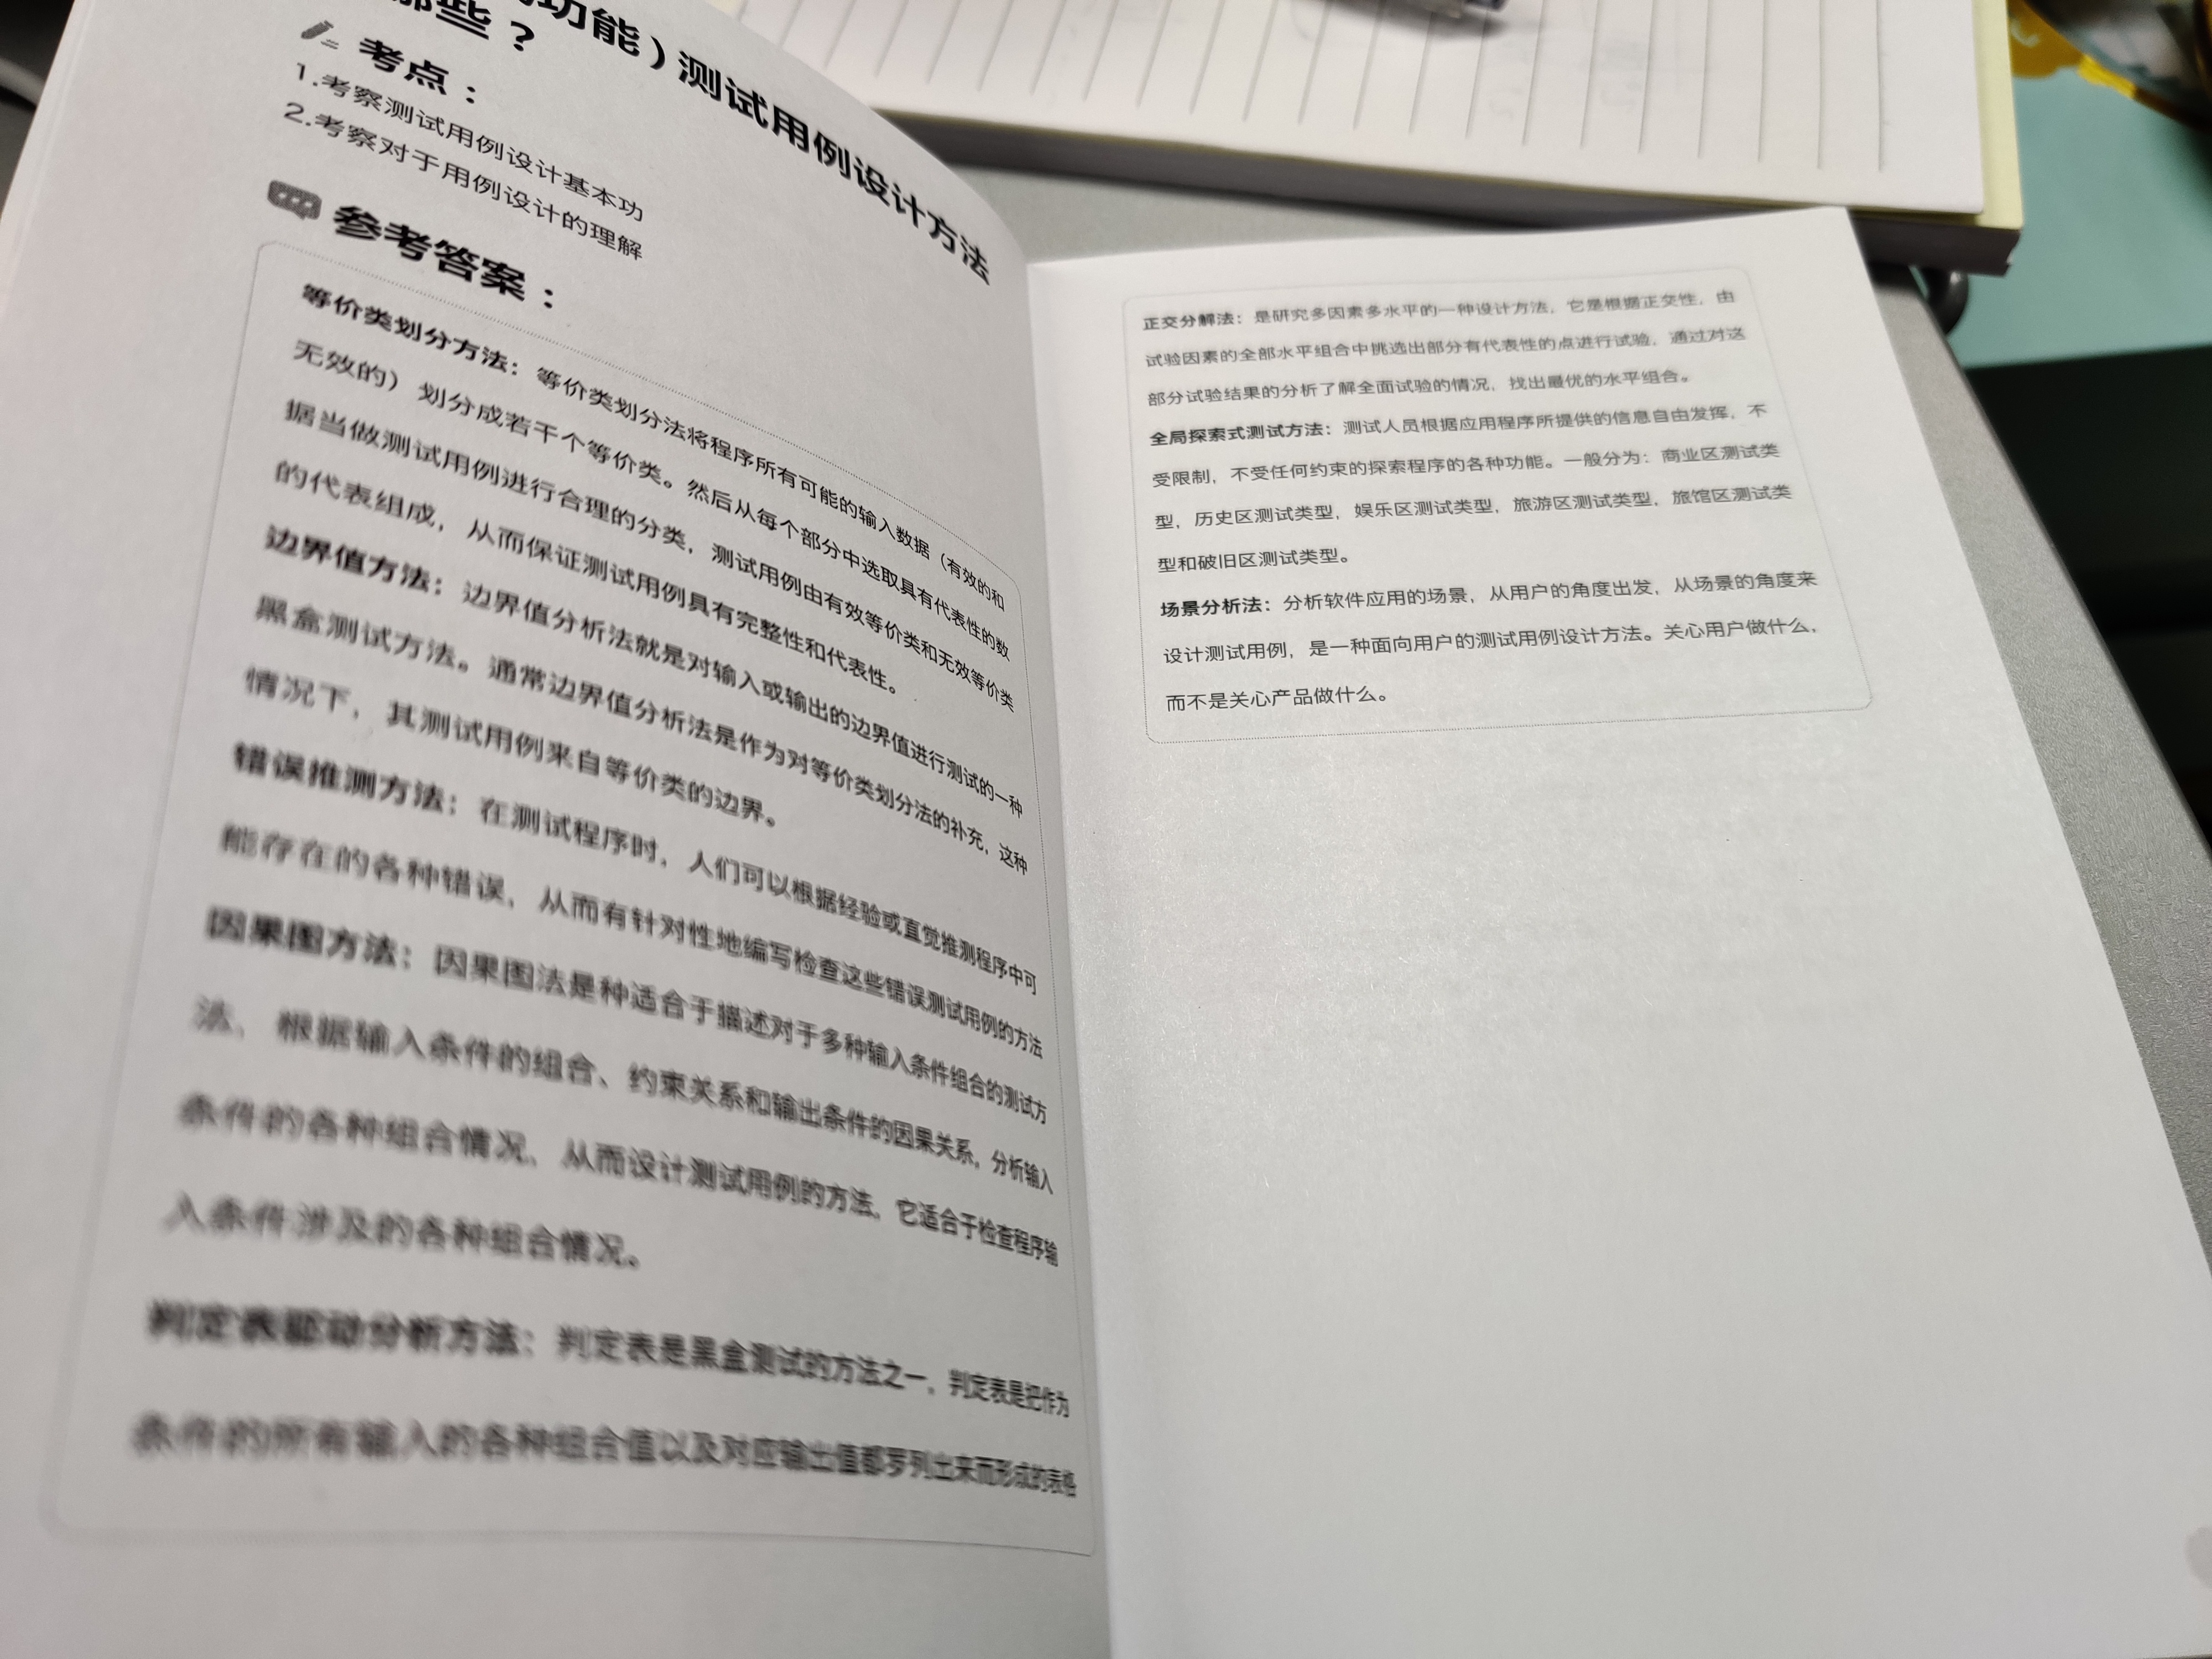 功能）测试用例设计方法
哪些？
考点：
1.考察测试用例设计基本功
2.考察对于用例设计的理解
参考答案：
等价类划分方法：等价类划分法将程序所有可能的输入数据（有效的和
无效的）划分成若干个等价类。然后从每个部分中选取具有代表性的数
据当做测试用例进行合理的分类，测试用例由有效等价类和无效等价类
的代表组成，从而保证测试用例具有完整性和代表性。
边界值方法：边界值分析法就是对输入或输出的边界值进行测试的一种
黑盒测试方法。通常边界值分析法是作为对等价类划分法的补充，这种
情况下，其测试用例来自等价类的边界。
错误推测方法：在测试程序时，人们可以根据经验或直觉推测程序中可
能存在的各种错误，从而有针对性地编写检查这些错误测试用例的方法
因果图方法：因果图法是种适合于描述对于多种输入条件组合的测试方
法，根据输入条件的组合、约束关系和输出条件的因果关系，分析输入
条件的各种组合情况，从而设计测试用例的方法，它适合于检查程序输
入条件涉及的各种组合情况。
判定表驱动分析方法：判定表是黑盒测试的方法之一，判定表是把作为
条件的所有输入的各种组合值以及对应输出值都罗列出来而形成的表格
正交分解法：是研究多因素多水平的一种设计方法，它是根据正交性，由
试验因素的全部水平组合中挑选出部分有代表性的点进行试验，通过对这
部分试验结果的分析了解全面试验的情况，找出最优的水平组合。
全局探索式测试方法：测试人员根据应用程序所提供的信息自由发挥，不
受限制，不受任何约束的探索程序的各种功能。一般分为：商业区测试类
型，历史区测试类型，娱乐区测试类型，旅游区测试类型，旅馆区测试类
型和破旧区测试类型。
场景分析法：分析软件应用的场景，从用户的角度出发，从场景的角度来
设计测试用例，是一种面向用户的测试用例设计方法。关心用户做什么，
而不是关心产品做什么。